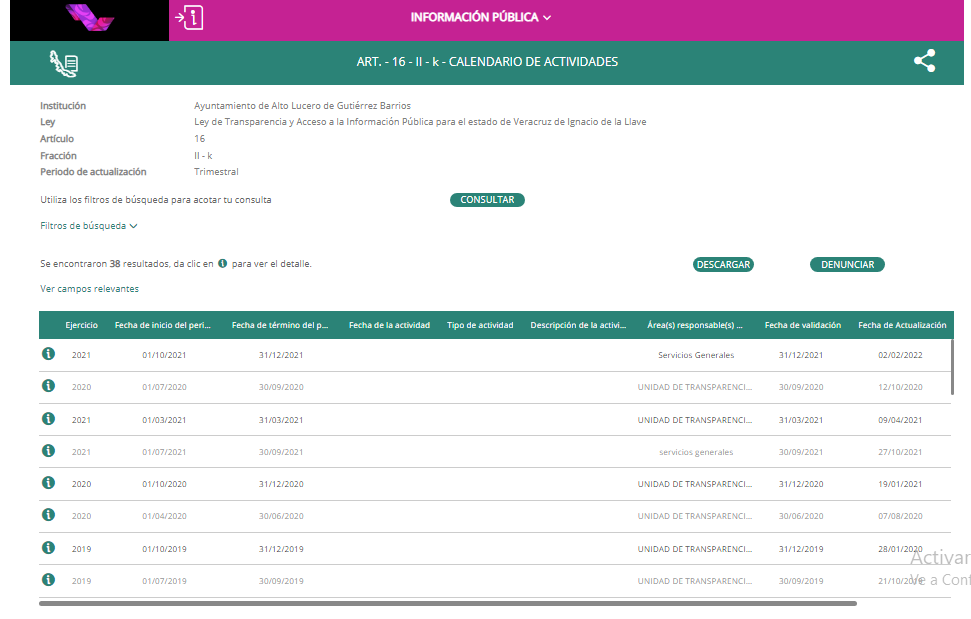 INFORMACIÓN PÚBLICA
ART. - 16 - II - k - CALENDARIO DE ACTIVIDADES
Institución Ayuntamiento de Alto Lucero de Gutiérrez Barrios
Ley Ley de Transparencia y Acceso a la Información Pública para el estado de Veracruz de Ignacio de la Llave
Artículo 16
Fracción II - k
Periodo de actualización Trimestral
Utiliza los filtros de búsqueda para acotar tu consulta CONSULTAR
Filtros de búsqueda
Se encontraron 38 resultados, da clic en i para ver el detalle. DESCARGAR DENUNCIAR
Ver campos relevantes
Ejercicio Fecha de inicio del peri... Fecha de término del p... Fecha de la actividad Tipo de actividad Descripción de la activi... Área(s) responsable(s) ... Fecha de validación Fecha de Actualización
2021 01/10/2021 31/12/2021 Servicios Generales 31/12/2021 02/02/2022
2020 01/07/2020 30/09/2020 UNIDAD DE TRANSPARENCI... 30/09/2020 12/10/2020
2021 01/03/2021 31/03/2021 UNIDAD DE TRANSPARENCI... 31/03/2021 09/04/2021
2021 01/07/2021 30/09/2021 servicios generales 30/09/2021 27/10/2021
2020 01/10/2020 31/12/2020 UNIDAD DE TRANSPARENCI... 31/12/2020 19/01/2021
2020 01/04/2020 30/06/2020 UNIDAD DE TRANSPARENCI... 30/06/2020 07/08/2020
2019 01/10/2019 31/12/2019 UNIDAD DE TRANSPARENCI... 31/12/2019 28/01/2020
Activar
2019 01/07/2019 30/09/2019 UNIDAD DE TRANSPARENCI... 30/09/2019 21/10/2019
Ve a Conf